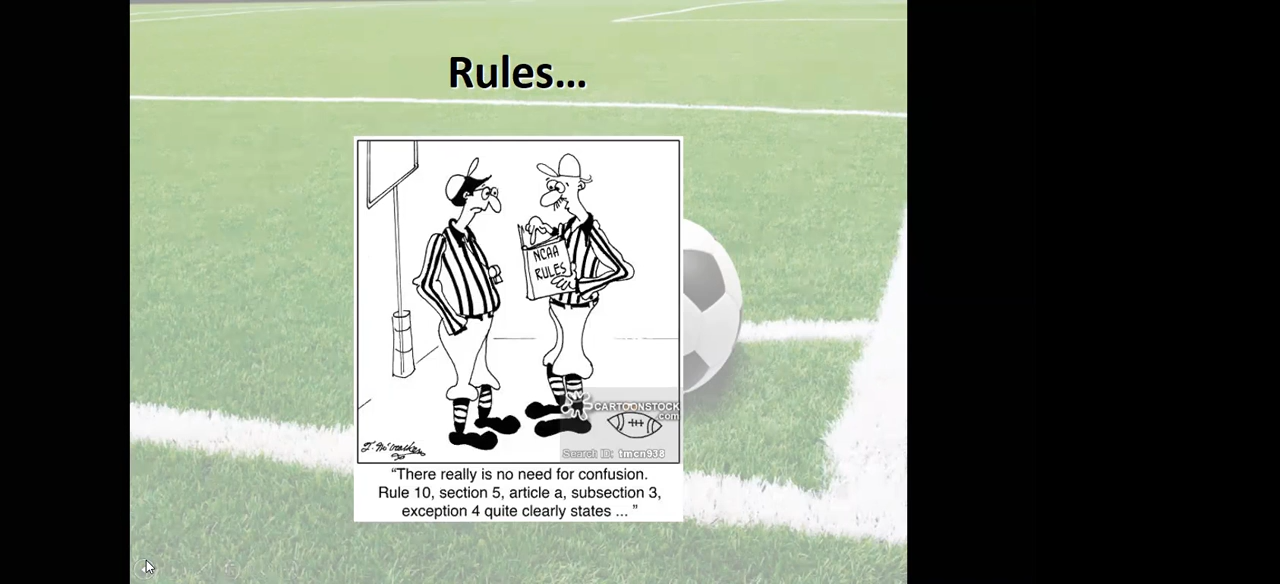 Rules...
NCAA
RULES
CARTOONSTOCK
.com
Search ID: tmcn938
“There really is no need for confusion.
Rule 10, section 5, article a, subsection 3,
exception 4 quite clearly states ... ”